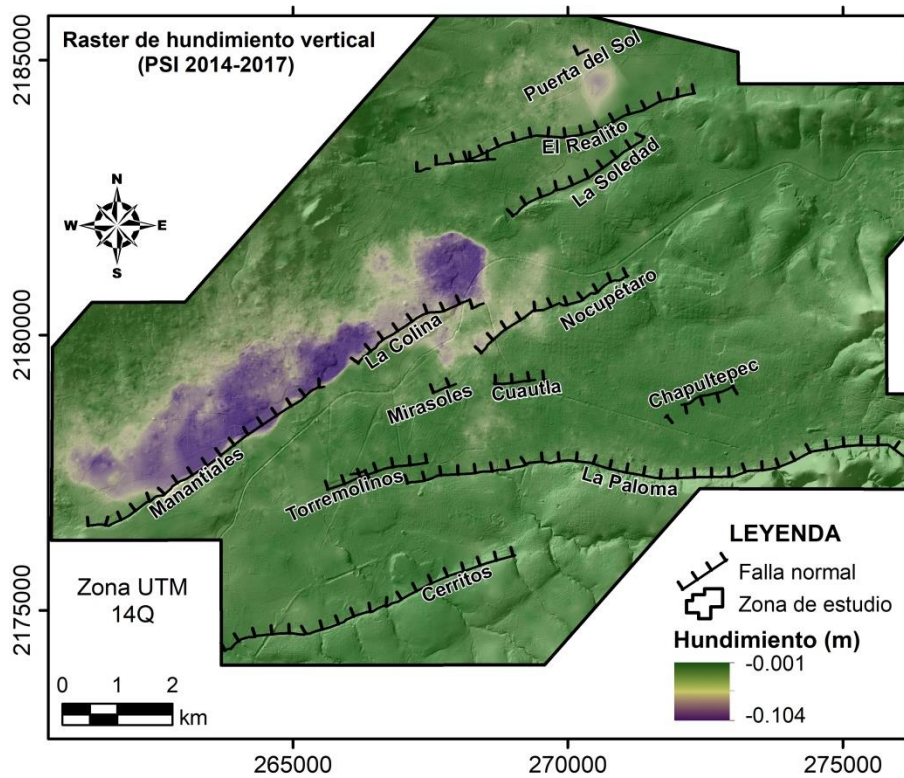 Raster de hundimiento vertical
(PSI 2014-2017)
2185000
2180000
2175000
N
W
E
S
Puerta del Sol
El Realito
La Soledad
Nocupétaro
La Colina
Mirasoles
Cuautla
Chapultepec
Manantiales
Torremolinos
La Paloma
Cerritos
Zona UTM
14Q
0 1 2
km
LEYENDA
Falla normal
Zona de estudio
Hundimiento (m)
-0.001
-0.104
265000
270000
275000